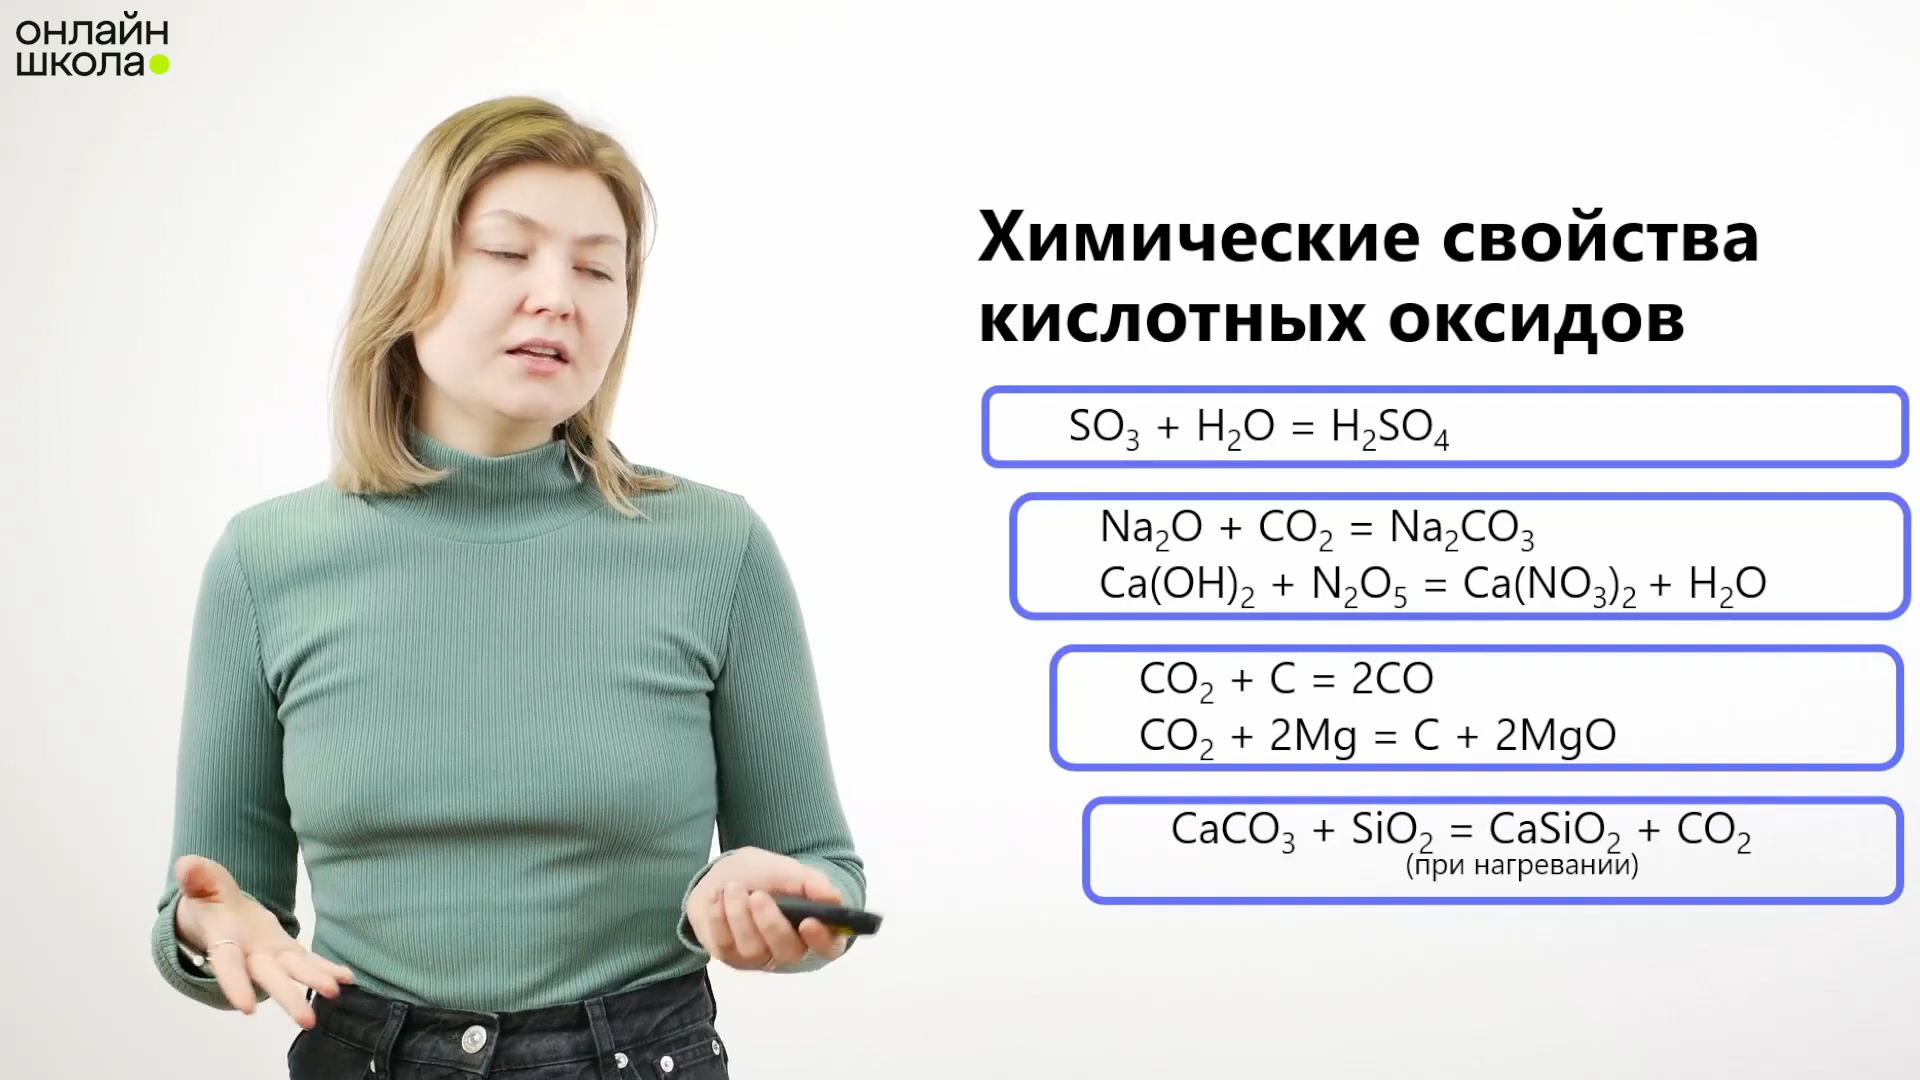 онлайн
школа
Химические свойства
кислотных оксидов
SO₃ + H₂O = H₂SO₄
Na₂O + CO₂ = Na₂CO₃
Ca(OH)₂ + N₂O₅ = Ca(NO₃)₂ + H₂O
CO₂ + C = 2CO
CO₂ + 2Mg = C + 2MgO
CaCO₃ + SiO₂ = CaSiO₂ + CO₂
(при нагревании)